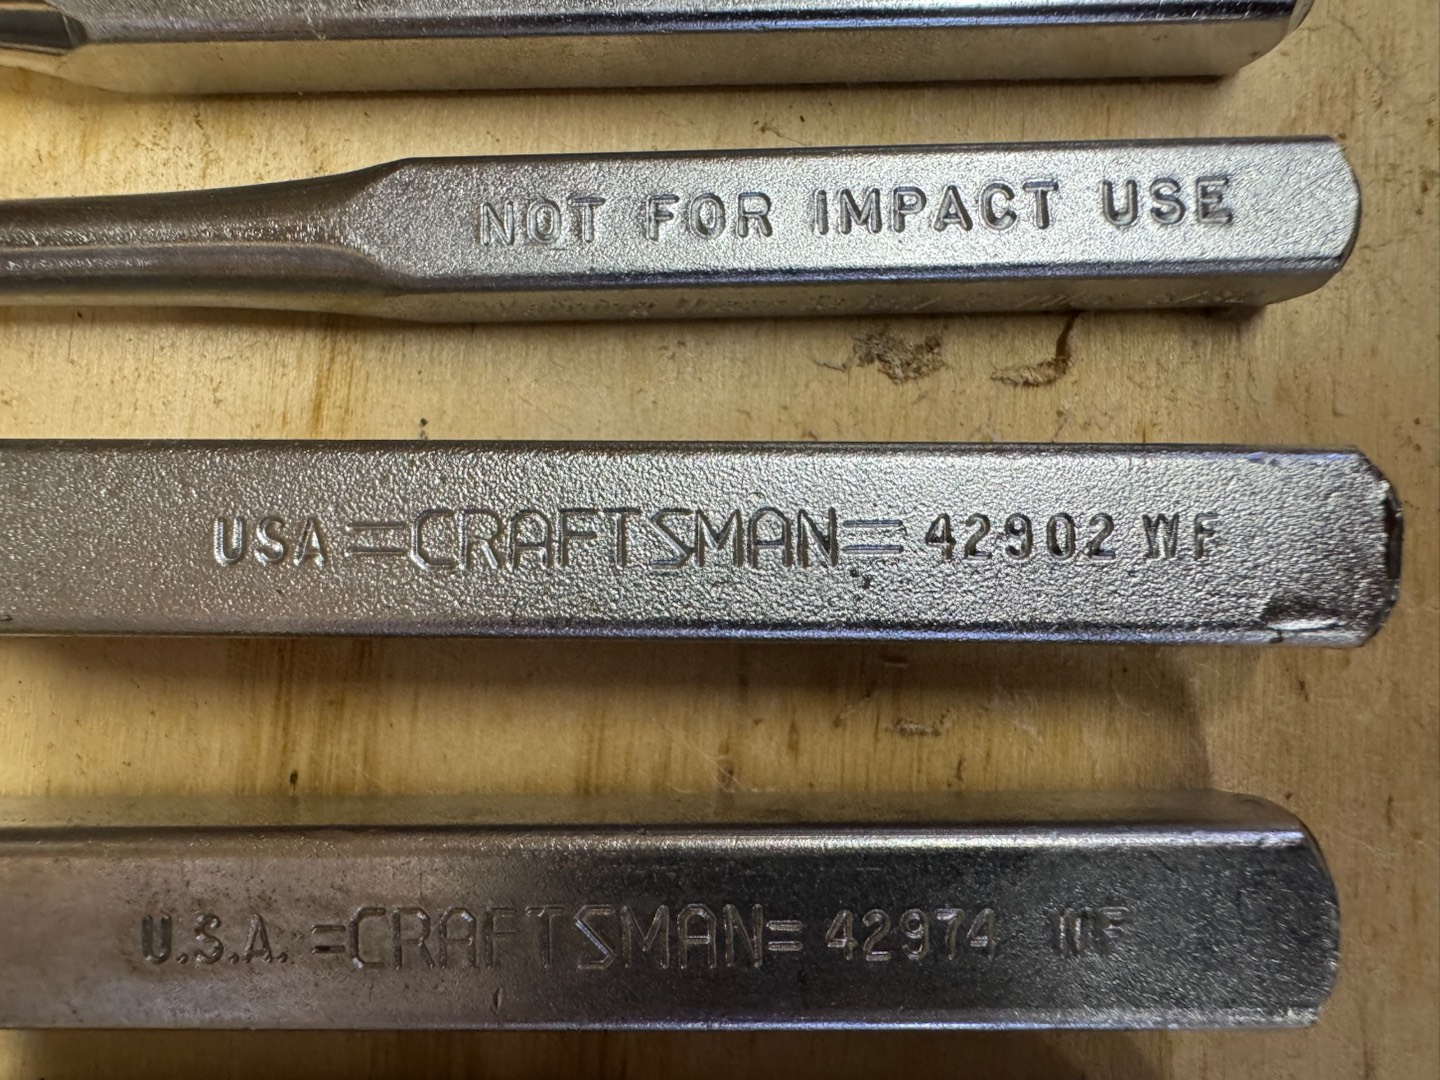 NOT FOR IMPACT USE
USA =CRAFTSMAN= 42902 WF
U.S.A. =CRAFTSMAN= 42974 WF